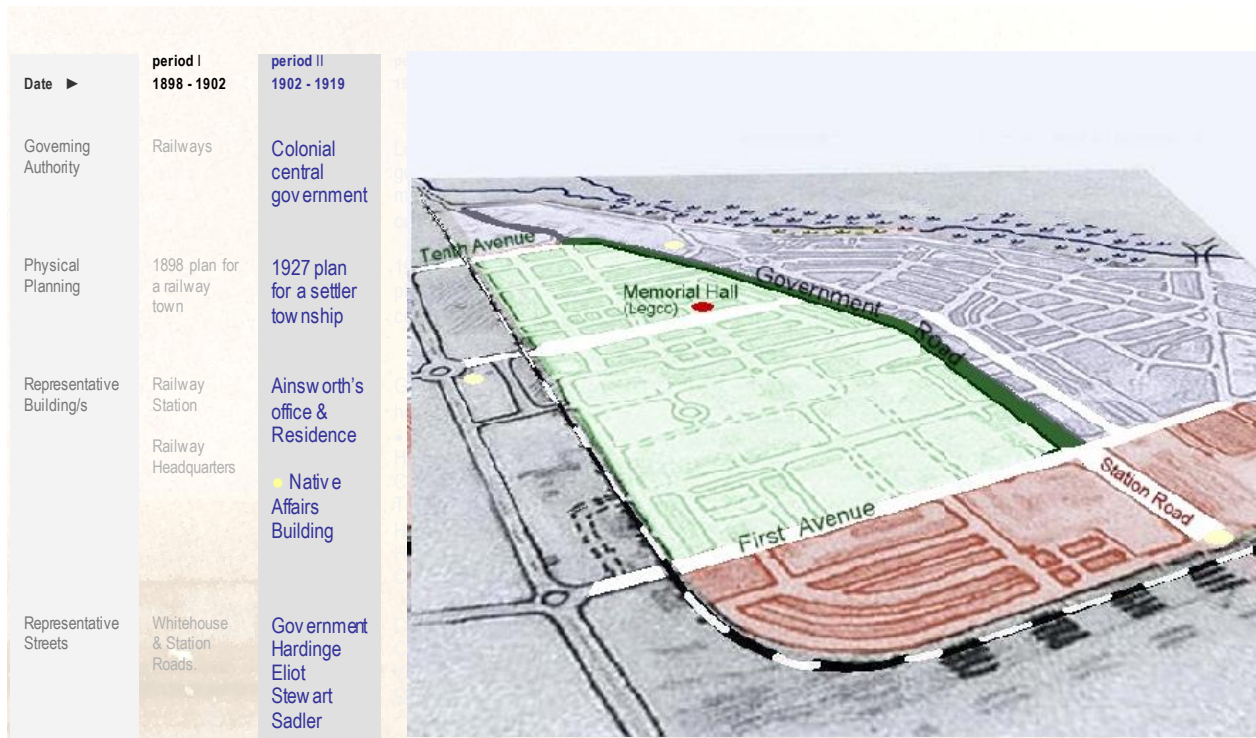 period I
period II
Date ►
1898 - 1902
1902 - 1919
Governing
Authority
Railways
Colonial
central
government
Physical
Planning
1898 plan for
a railway
town
1927 plan
for a settler
township
Representative
Building/s
Railway
Station
Railway
Headquarters
Ainsworth's
office &
Residence
• Native
Affairs
Building
Representative
Streets
Whitehouse
& Station
Roads.
Government
Hardinge
Eliot
Stewart
Sadler
Tenth Avenue
Government Road
Memorial Hall
(Legcc)
First Avenue
Station Road